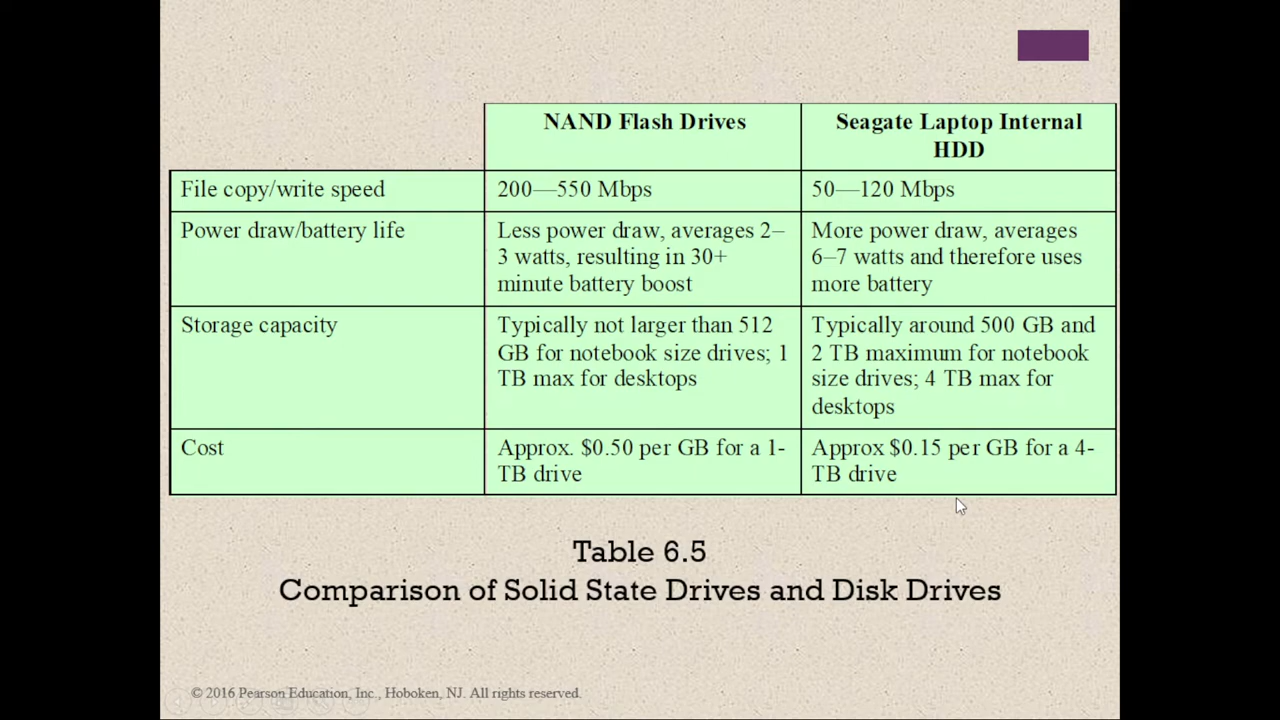 NAND Flash Drives
Seagate Laptop Internal
HDD
File copy/write speed
200—550 Mbps
50—120 Mbps
Power draw/battery life
Less power draw, averages 2–
3 watts, resulting in 30+
minute battery boost
More power draw, averages
6–7 watts and therefore uses
more battery
Storage capacity
Typically not larger than 512
GB for notebook size drives; 1
TB max for desktops
Typically around 500 GB and
2 TB maximum for notebook
size drives; 4 TB max for
desktops
Cost
Approx. $0.50 per GB for a 1-
TB drive
Approx $0.15 per GB for a 4-
TB drive
Table 6.5
Comparison of Solid State Drives and Disk Drives
© 2016 Pearson Education, Inc., Hoboken, NJ. All rights reserved.